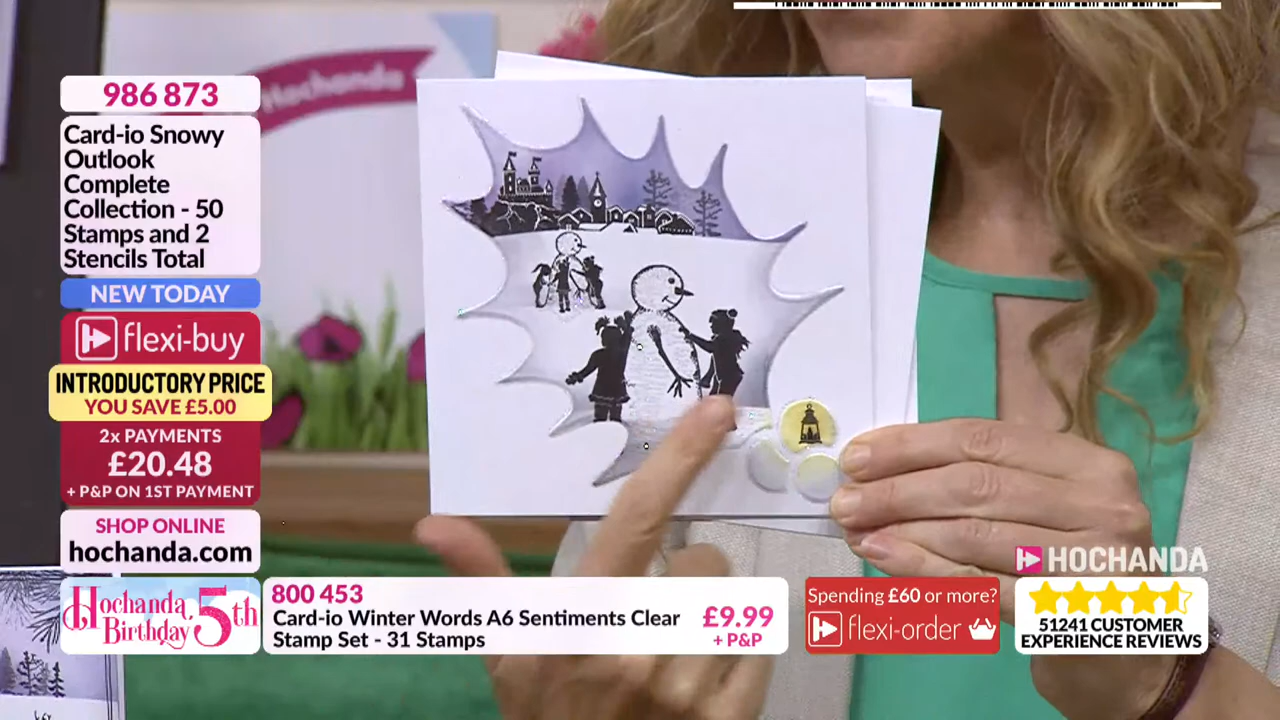 Hochanda
986 873
Card-io Snowy
Outlook
Complete
Collection - 50
Stamps and 2
Stencils Total
NEW TODAY
flexi-buy
INTRODUCTORY PRICE
YOU SAVE £5.00
2x PAYMENTS
£20.48
+ P&P ON 1ST PAYMENT
SHOP ONLINE
hochanda.com
Hochanda
Birthday
5th
800 453
Card-io Winter Words A6 Sentiments Clear
Stamp Set - 31 Stamps
£9.99
+ P&P
Spending £60 or more?
flexi-order
HOCHANDA
51241 CUSTOMER
EXPERIENCE REVIEWS